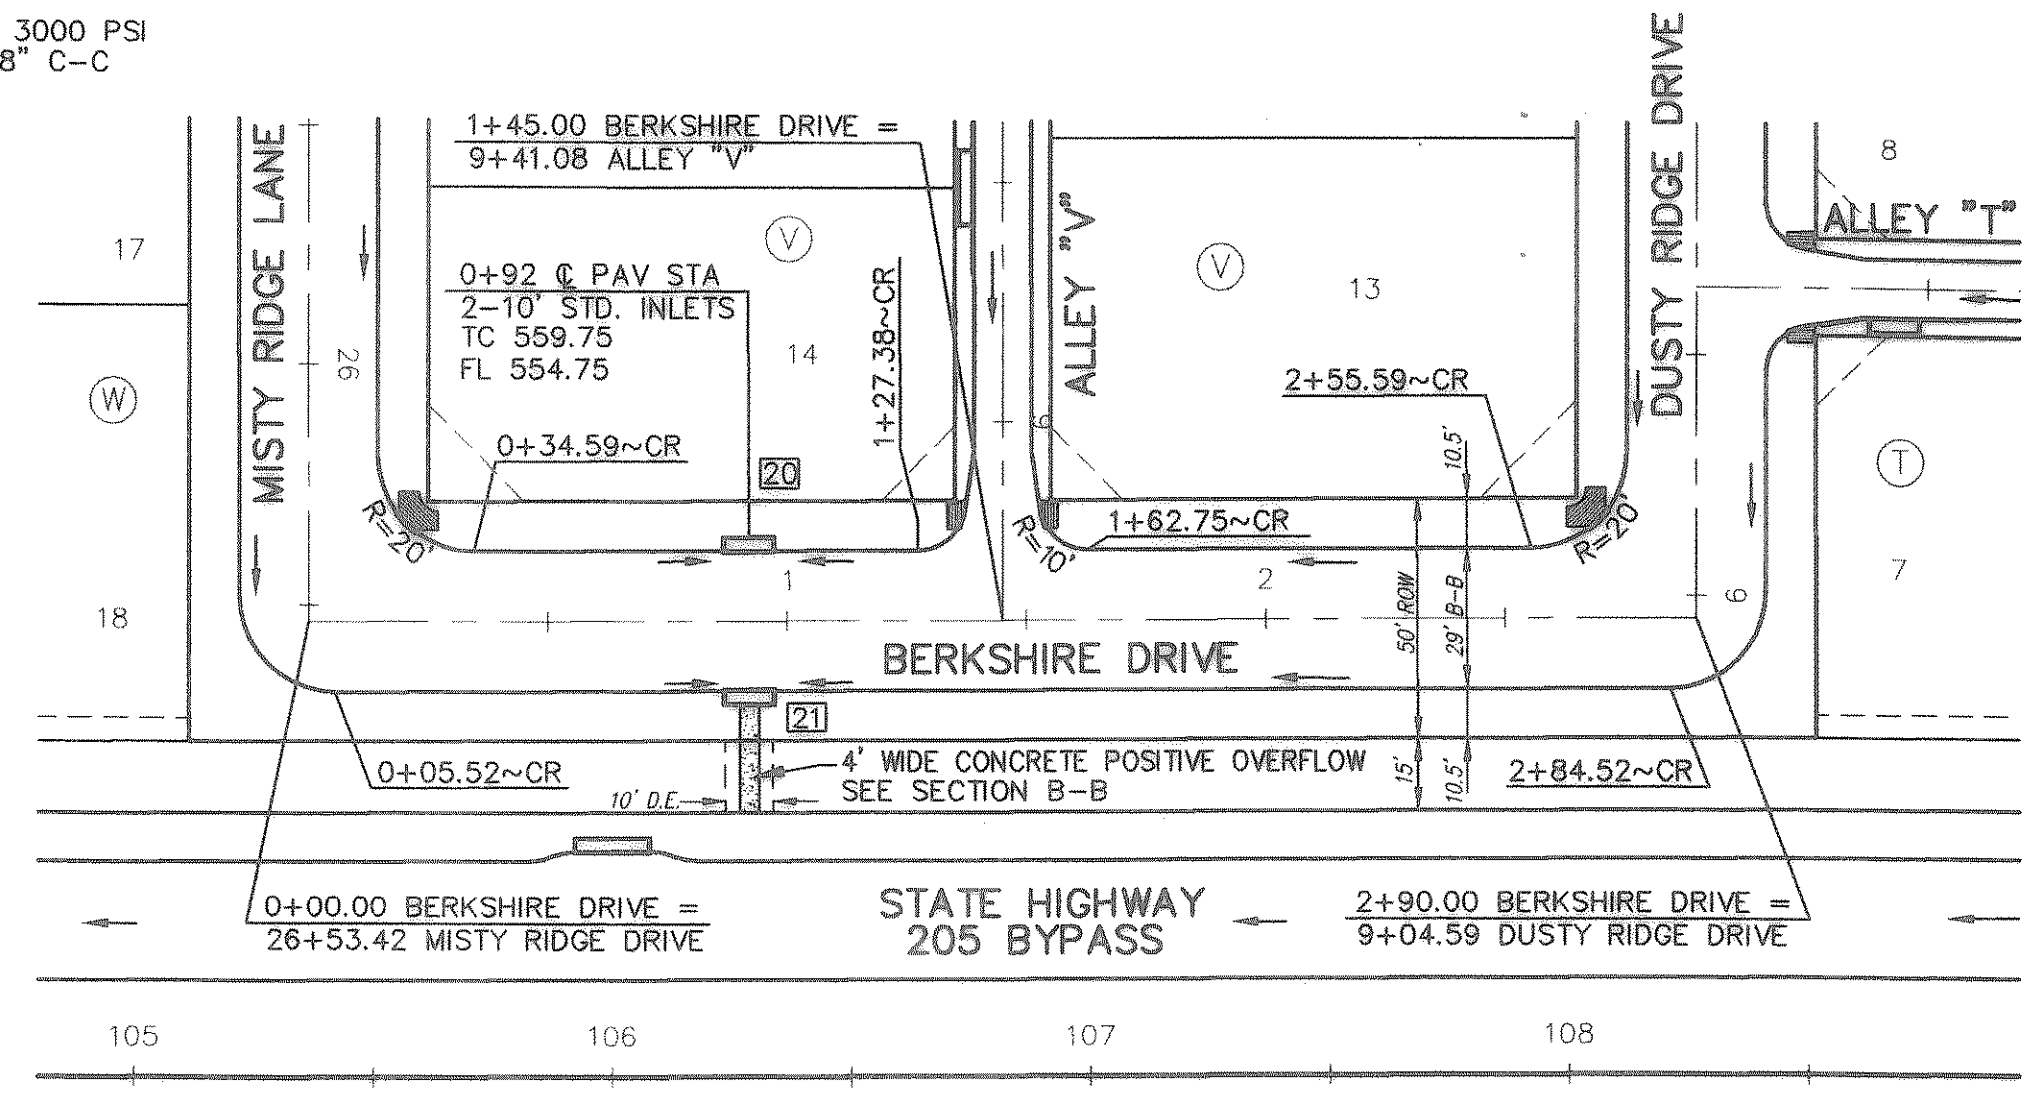 3000 PSI
8" C-C
1+45.00 BERKSHIRE DRIVE =
9+41.08 ALLEY "V"
MISTY RIDGE LANE
DUSTY RIDGE DRIVE
8
ALLEY "T"
17
V
0+92 ℄ PAV STA
2-10' STD. INLETS
TC 559.75
FL 554.75
14
1+27.38~CR
ALLEY "V"
V
13
26
W
2+55.59~CR
0+34.59~CR
20
9
10.5'
T
R=20'
R=10'
1+62.75~CR
R=20'
7
1
2
50' ROW
29' B-B
9
18
BERKSHIRE DRIVE
21
4' WIDE CONCRETE POSITIVE OVERFLOW
SEE SECTION B-B
0+05.52~CR
10' D.E.
15'
10.5'
2+84.52~CR
0+00.00 BERKSHIRE DRIVE =
26+53.42 MISTY RIDGE DRIVE
STATE HIGHWAY
205 BYPASS
2+90.00 BERKSHIRE DRIVE =
9+04.59 DUSTY RIDGE DRIVE
105
106
107
108